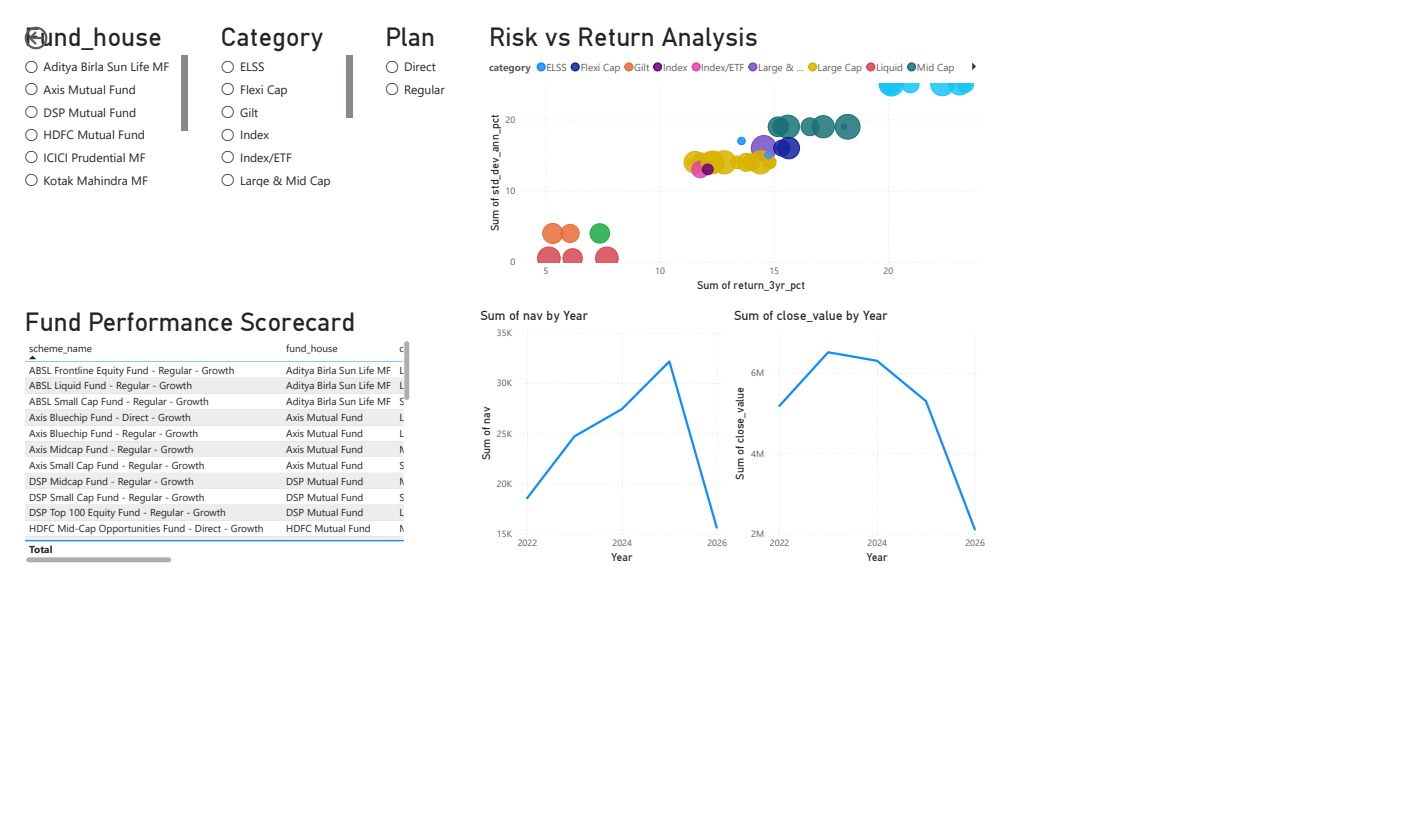 Fund_house
Aditya Birla Sun Life MF
Axis Mutual Fund
DSP Mutual Fund
HDFC Mutual Fund
ICICI Prudential MF
Kotak Mahindra MF
Category
ELSS
Flexi Cap
Gilt
Index
Index/ETF
Large & Mid Cap
Plan
Direct
Regular
Risk vs Return Analysis
category ELSS Flexi Cap Gilt Index Index/ETF Large & ... Large Cap Liquid Mid Cap
Sum of std_dev_ann_pct
20
10
0
5 10 15 20
Sum of return_3yr_pct
Fund Performance Scorecard
scheme_name fund_house c
ABSL Frontline Equity Fund - Regular - Growth Aditya Birla Sun Life MF L
ABSL Liquid Fund - Regular - Growth Aditya Birla Sun Life MF L
ABSL Small Cap Fund - Regular - Growth Aditya Birla Sun Life MF S
Axis Bluechip Fund - Direct - Growth Axis Mutual Fund L
Axis Bluechip Fund - Regular - Growth Axis Mutual Fund L
Axis Midcap Fund - Regular - Growth Axis Mutual Fund M
Axis Small Cap Fund - Regular - Growth Axis Mutual Fund S
DSP Midcap Fund - Regular - Growth DSP Mutual Fund M
DSP Small Cap Fund - Regular - Growth DSP Mutual Fund S
DSP Top 100 Equity Fund - Regular - Growth DSP Mutual Fund L
HDFC Mid-Cap Opportunities Fund - Direct - Growth HDFC Mutual Fund M
Total
Sum of nav by Year
Sum of nav
35K
30K
25K
20K
15K
2022 2024 2026
Year
Sum of close_value by Year
Sum of close_value
6M
4M
2M
2022 2024 2026
Year